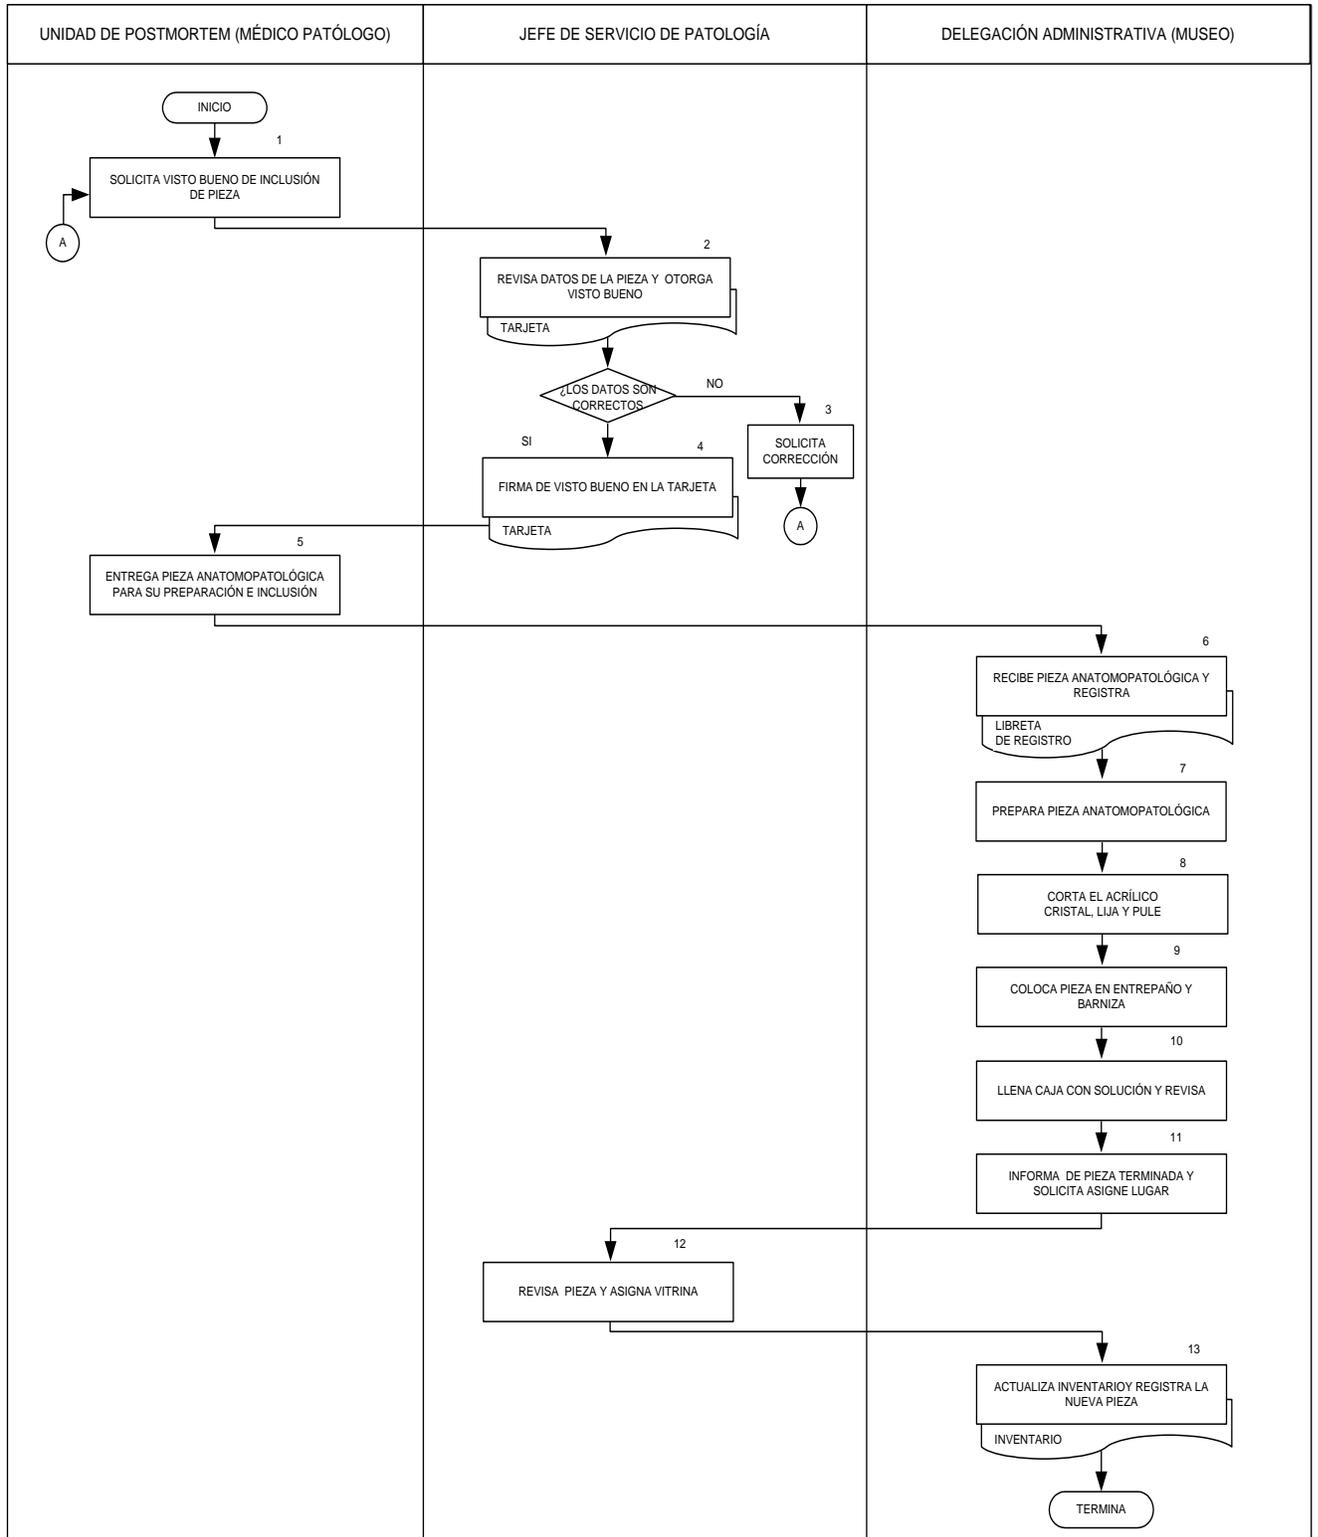 UNIDAD DE POSTMORTEM (MÉDICO PATÓLOGO)
JEFE DE SERVICIO DE PATOLOGÍA
DELEGACIÓN ADMINISTRATIVA (MUSEO)
INICIO
1
SOLICITA VISTO BUENO DE INCLUSIÓN
DE PIEZA
A
2
REVISA DATOS DE LA PIEZA Y OTORGA
VISTO BUENO
TARJETA
¿LOS DATOS SON
CORRECTOS
NO
3
SOLICITA
CORRECCIÓN
A
SI
4
FIRMA DE VISTO BUENO EN LA TARJETA
TARJETA
5
ENTREGA PIEZA ANATOMOPATOLÓGICA
PARA SU PREPARACIÓN E INCLUSIÓN
6
RECIBE PIEZA ANATOMOPATOLÓGICA Y
REGISTRA
LIBRETA
DE REGISTRO
7
PREPARA PIEZA ANATOMOPATOLÓGICA
8
CORTA EL ACRÍLICO
CRISTAL, LIJA Y PULE
9
COLOCA PIEZA EN ENTREPAÑO Y
BARNIZA
10
LLENA CAJA CON SOLUCIÓN Y REVISA
11
INFORMA DE PIEZA TERMINADA Y
SOLICITA ASIGNE LUGAR
12
REVISA PIEZA Y ASIGNA VITRINA
13
ACTUALIZA INVENTARIOY REGISTRA LA
NUEVA PIEZA
INVENTARIO
TERMINA